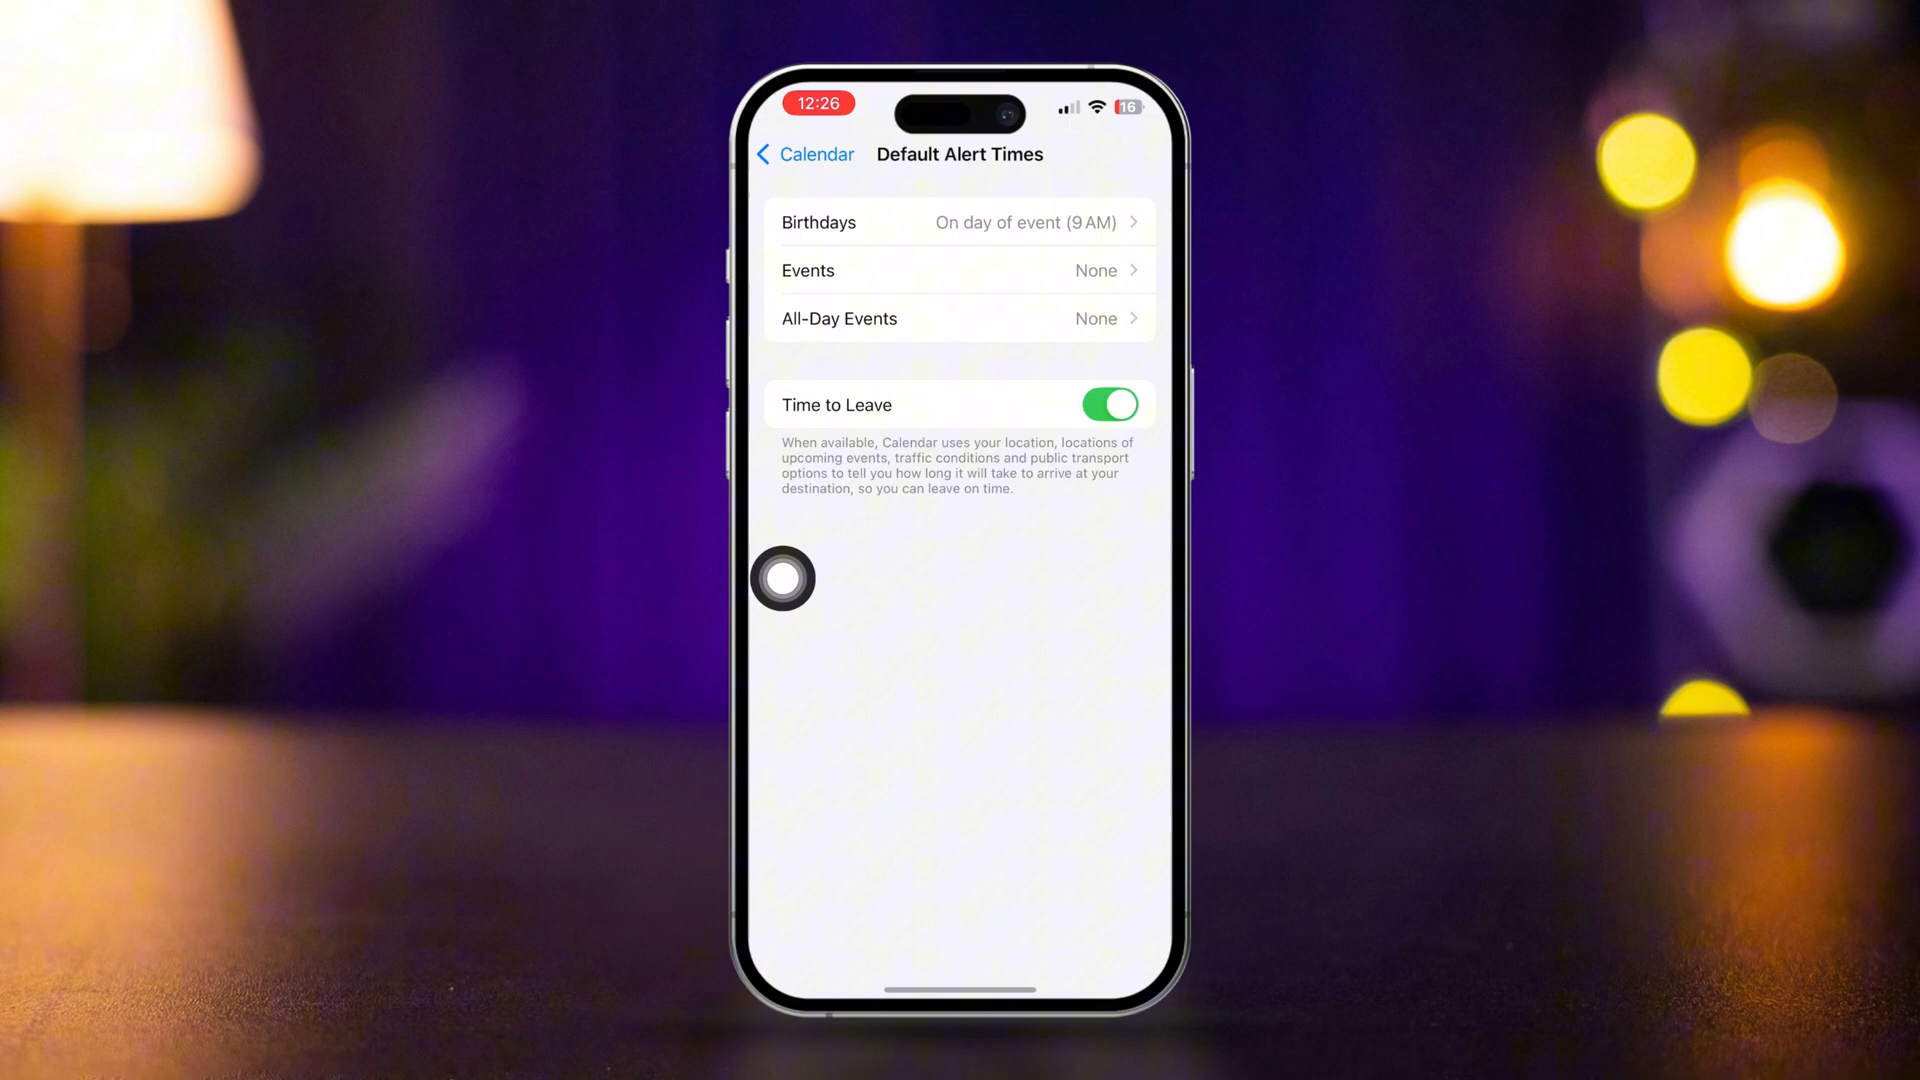 12:26
16
Calendar
Default Alert Times
Birthdays On day of event (9 AM)
Events None
All-Day Events None
Time to Leave
When available, Calendar uses your location, locations of
upcoming events, traffic conditions and public transport
options to tell you how long it will take to arrive at your
destination, so you can leave on time.